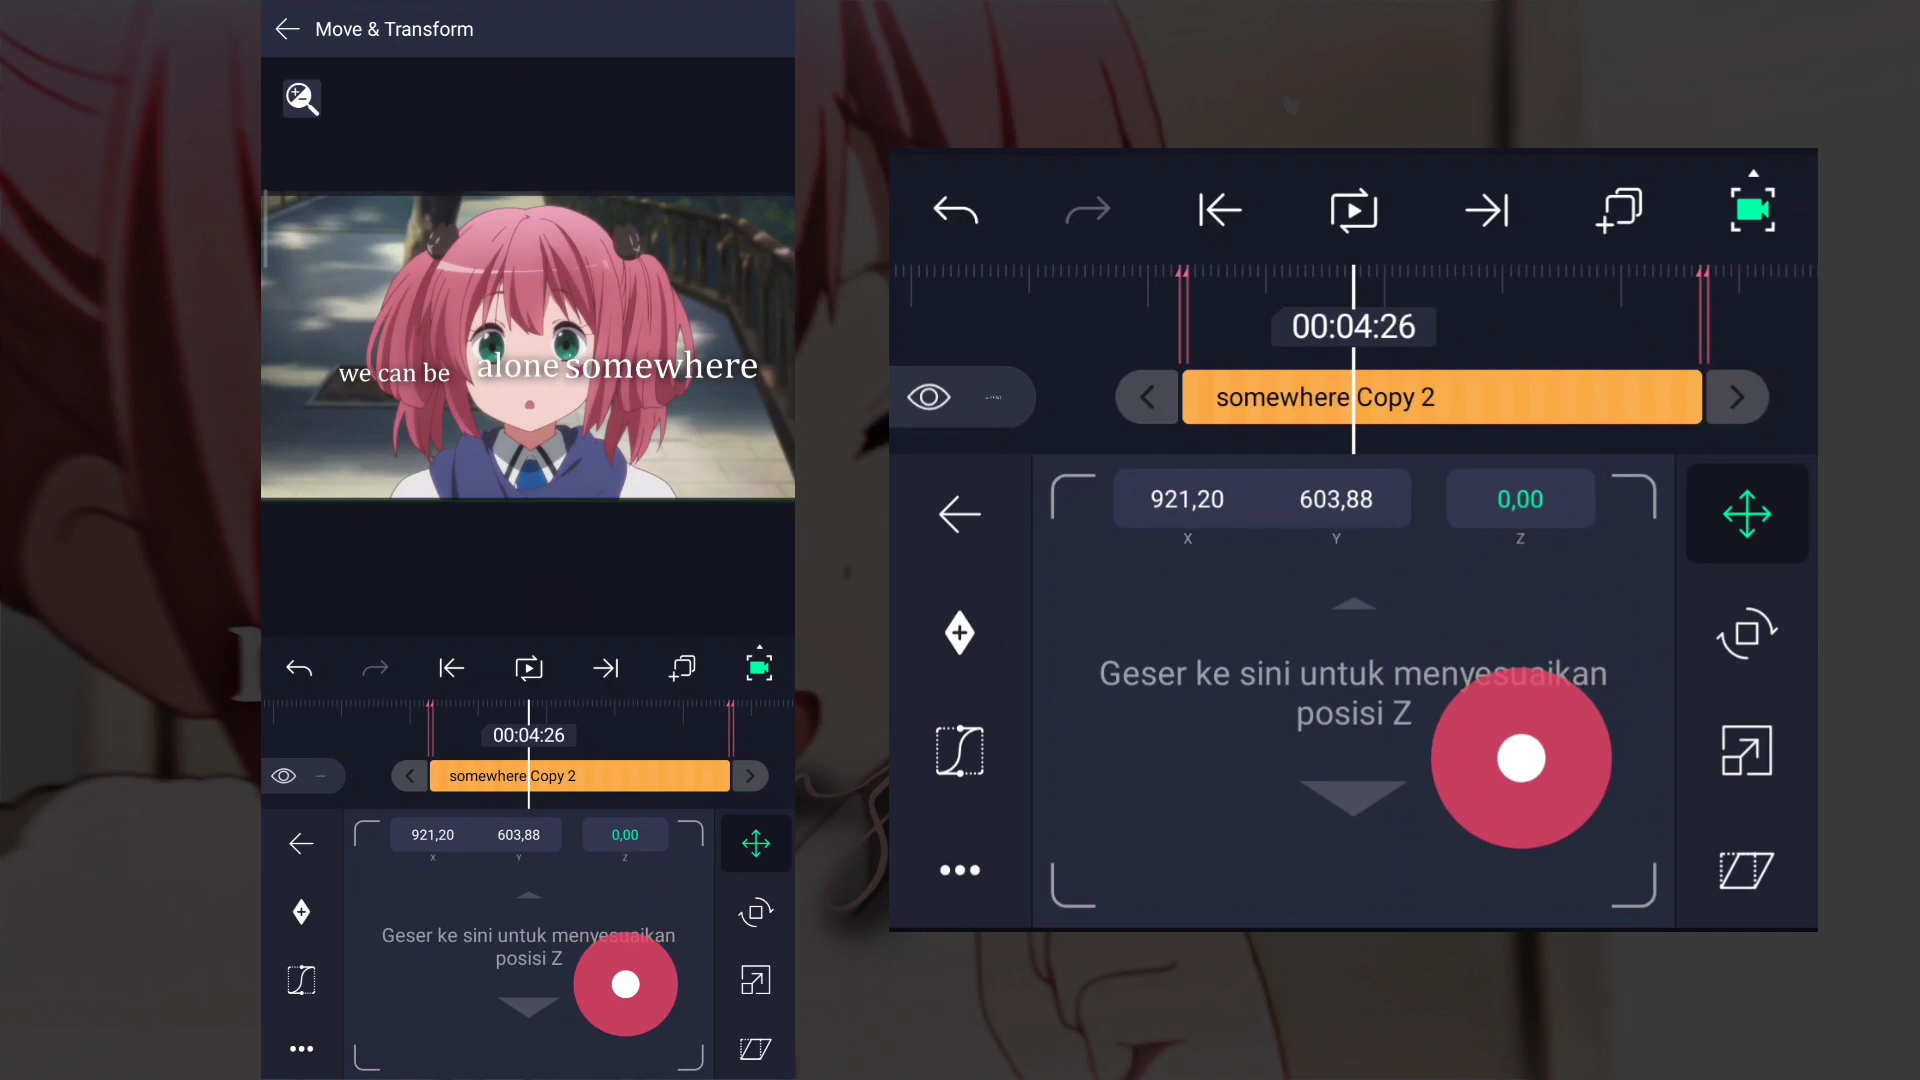 Move & Transform
we can be alone somewhere
00:04:26
somewhere Copy 2
921,20 603,88 0,00
X Y Z
Geser ke sini untuk menyesuaikan
posisi Z
00:04:26
somewhere Copy 2
921,20 603,88 0,00
X Y Z
Geser ke sini untuk menyesuaikan
posisi Z